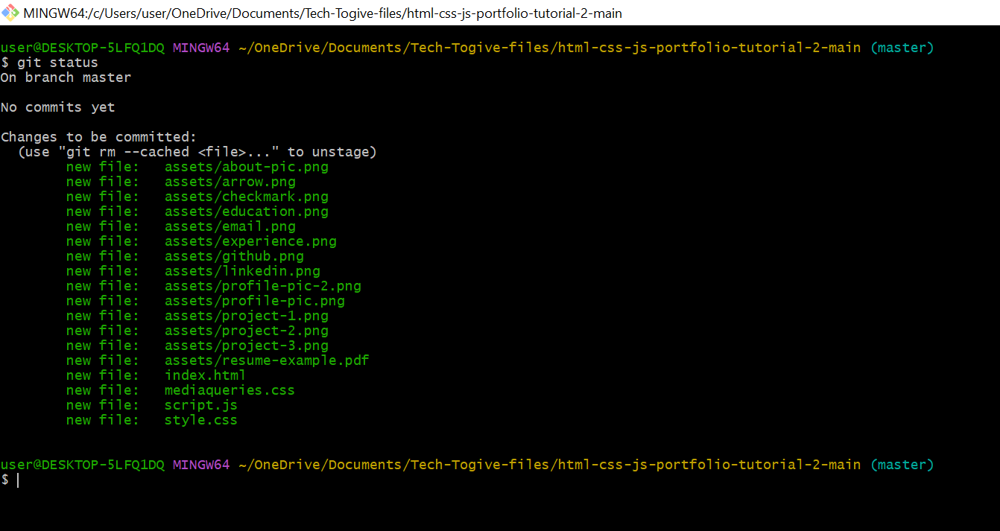 MINGW64:/c/Users/user/OneDrive/Documents/Tech-Togive-files/html-css-js-portfolio-tutorial-2-main
user@DESKTOP-5LFQ1DQ MINGW64 ~/OneDrive/Documents/Tech-Togive-files/html-css-js-portfolio-tutorial-2-main (master)
$ git status
On branch master
No commits yet
Changes to be committed:
  (use "git rm --cached <file>..." to unstage)
        new file:   assets/about-pic.png
        new file:   assets/arrow.png
        new file:   assets/checkmark.png
        new file:   assets/education.png
        new file:   assets/email.png
        new file:   assets/experience.png
        new file:   assets/github.png
        new file:   assets/linkedin.png
        new file:   assets/profile-pic-2.png
        new file:   assets/profile-pic.png
        new file:   assets/project-1.png
        new file:   assets/project-2.png
        new file:   assets/project-3.png
        new file:   assets/resume-example.pdf
        new file:   index.html
        new file:   mediaqueries.css
        new file:   script.js
        new file:   style.css
user@DESKTOP-5LFQ1DQ MINGW64 ~/OneDrive/Documents/Tech-Togive-files/html-css-js-portfolio-tutorial-2-main (master)
$